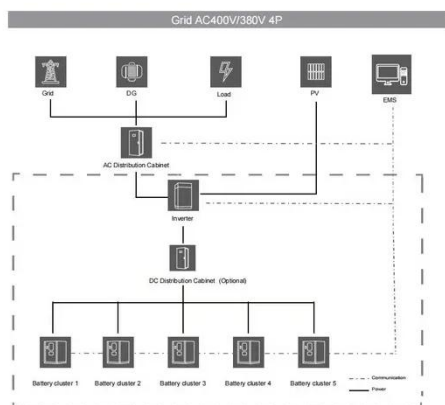 Grid AC400V/380V 4P
Grid
DG
Load
PV
EMS
AC Distribution Cabinet
Inverter
DC Distribution Cabinet (Optional)
Battery cluster 1
Battery cluster 2
Battery cluster 3
Battery cluster 4
Battery cluster 5
Communication
Power